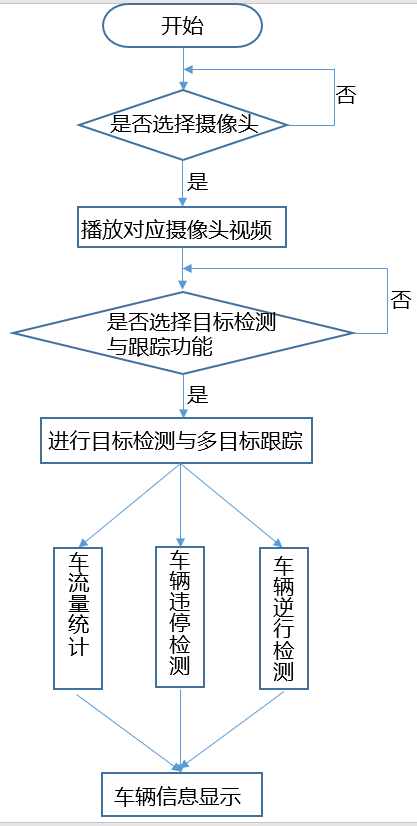 开始
否
是否选择摄像头
是
播放对应摄像头视频
否
是否选择目标检测
与跟踪功能
是
进行目标检测与多目标跟踪
车流量统计
车辆违停检测
车辆逆行检测
车辆信息显示